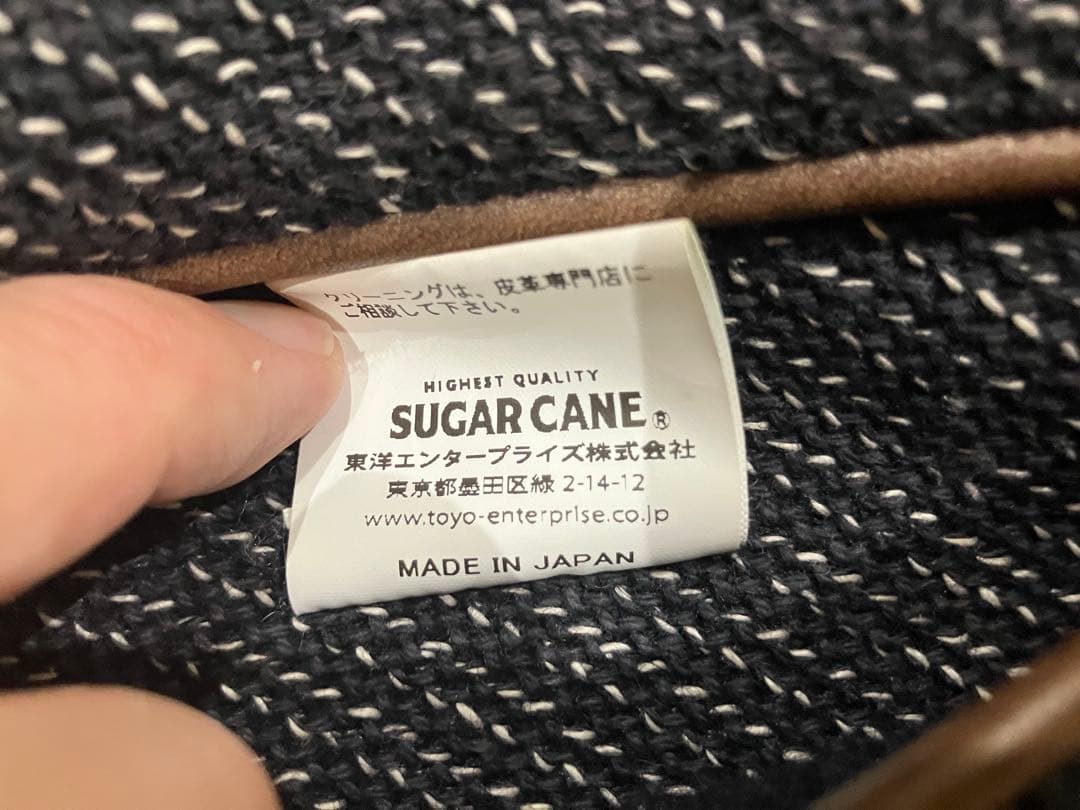 クリーニングは、皮革専門店に
ご相談して下さい。
HIGHEST QUALITY
SUGAR CANE®
東洋エンタープライズ株式会社
東京都墨田区緑 2-14-12
www.toyo-enterprise.co.jp
MADE IN JAPAN